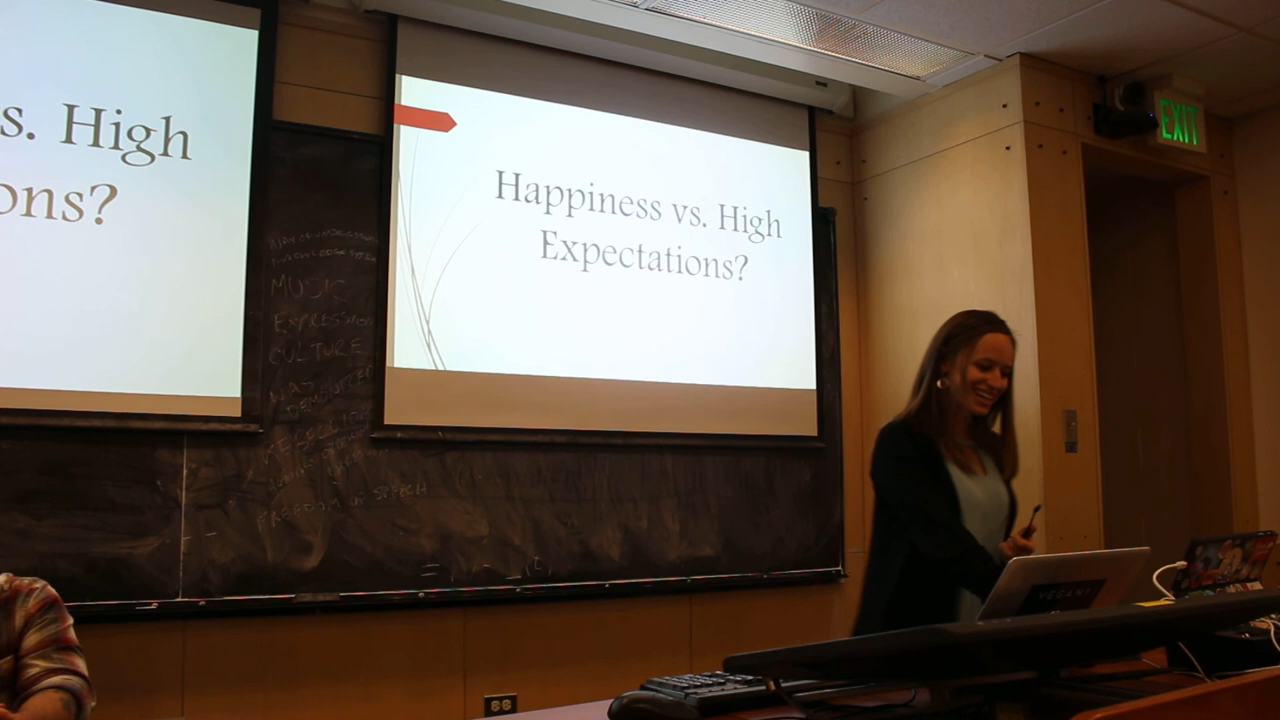 s. High
ons?
Happiness vs. High
Expectations?
MUSIC
EXPRESSION
CULTURE
FREEDOM OF SPEECH
EXIT
VEGAN?